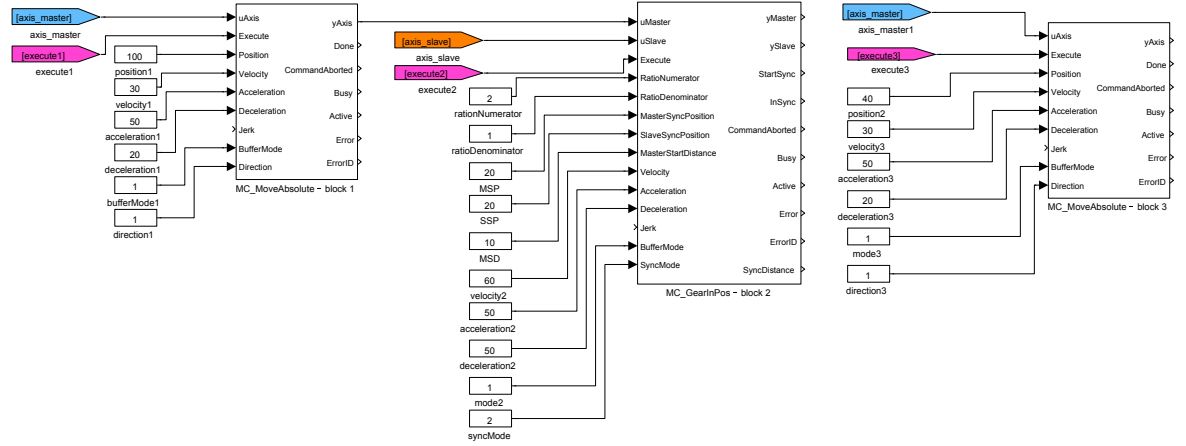 [axis_master]
axis_master
[execute1]
execute1
100
position1
30
velocity1
50
acceleration1
20
deceleration1
1
bufferMode1
1
direction1
uAxis
Execute
Position
Velocity
Acceleration
Deceleration
Jerk
BufferMode
Direction
yAxis
Done
CommandAborted
Busy
Active
Error
ErrorID
MC_MoveAbsolute - block 1
[axis_slave]
axis_slave
[execute2]
execute2
2
rationNumerator
1
ratioDenominator
20
MSP
20
SSP
10
MSD
60
velocity2
50
acceleration2
50
deceleration2
1
mode2
2
syncMode
uMaster
uSlave
Execute
RatioNumerator
RatioDenominator
MasterSyncPosition
SlaveSyncPosition
MasterStartDistance
Velocity
Acceleration
Deceleration
Jerk
BufferMode
SyncMode
yMaster
ySlave
StartSync
InSync
CommandAborted
Busy
Active
Error
ErrorID
SyncDistance
MC_GearInPos - block 2
[axis_master]
axis_master1
[execute3]
execute3
40
position2
30
velocity3
50
acceleration3
20
deceleration3
1
mode3
1
direction3
uAxis
Execute
Position
Velocity
Acceleration
Deceleration
Jerk
BufferMode
Direction
yAxis
Done
CommandAborted
Busy
Active
Error
ErrorID
MC_MoveAbsolute - block 3